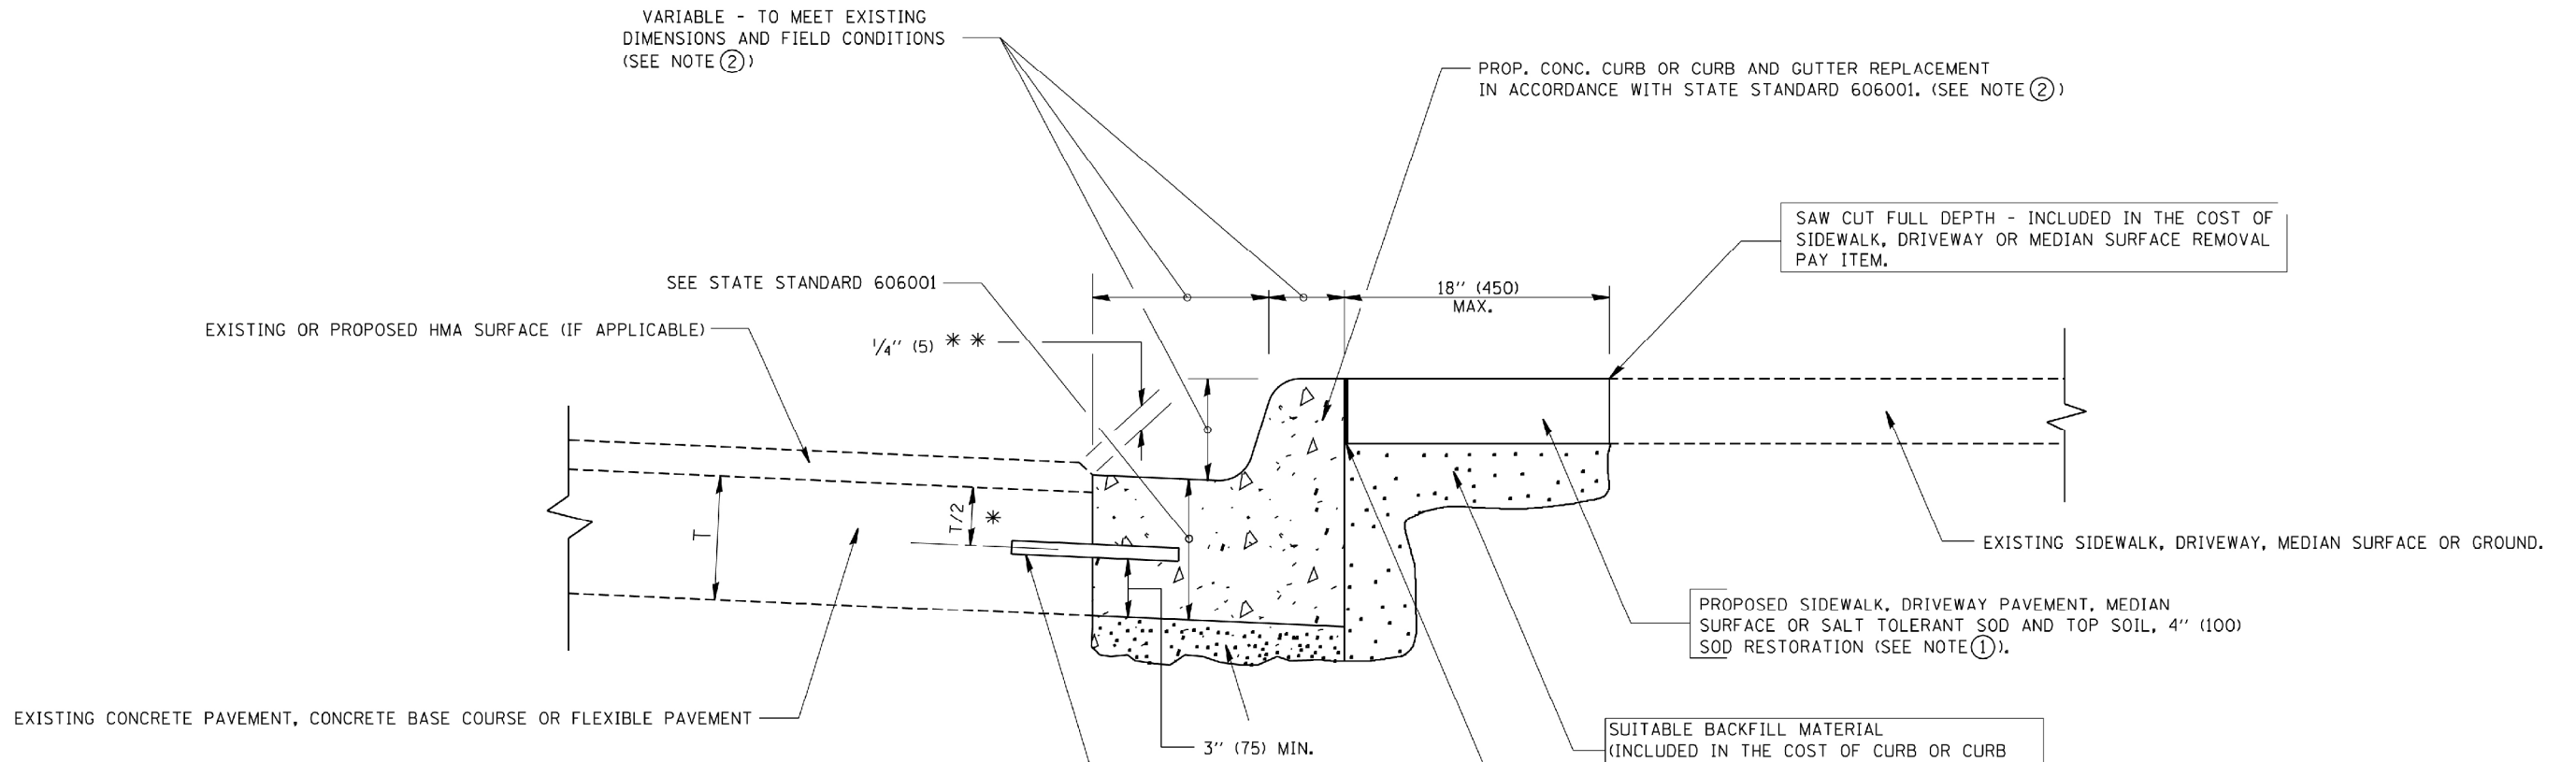 VARIABLE - TO MEET EXISTING
DIMENSIONS AND FIELD CONDITIONS
(SEE NOTE ②)
PROP. CONC. CURB OR CURB AND GUTTER REPLACEMENT
IN ACCORDANCE WITH STATE STANDARD 606001. (SEE NOTE ②)
SAW CUT FULL DEPTH - INCLUDED IN THE COST OF
SIDEWALK, DRIVEWAY OR MEDIAN SURFACE REMOVAL
PAY ITEM.
SEE STATE STANDARD 606001
18'' (450)
MAX.
EXISTING OR PROPOSED HMA SURFACE (IF APPLICABLE)
1/4'' (5) * *
T
T/2 *
EXISTING SIDEWALK, DRIVEWAY, MEDIAN SURFACE OR GROUND.
PROPOSED SIDEWALK, DRIVEWAY PAVEMENT, MEDIAN
SURFACE OR SALT TOLERANT SOD AND TOP SOIL, 4'' (100)
SOD RESTORATION (SEE NOTE ①).
EXISTING CONCRETE PAVEMENT, CONCRETE BASE COURSE OR FLEXIBLE PAVEMENT
3'' (75) MIN.
SUITABLE BACKFILL MATERIAL
(INCLUDED IN THE COST OF CURB OR CURB